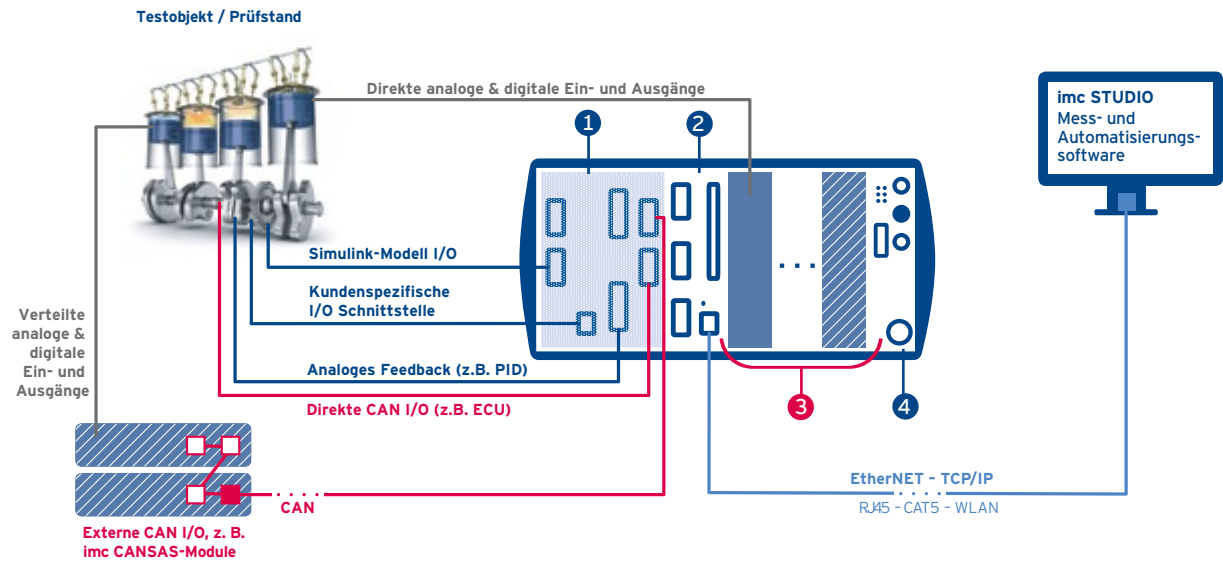 Testobjekt / Prüfstand
Direkte analoge & digitale Ein- und Ausgänge
1
2
imc STUDIO
Mess- und
Automatisierungs-
software
Simulink-Modell I/O
Kundenspezifische
I/O Schnittstelle
Verteilte
analoge &
digitale
Ein- und
Ausgänge
Analoges Feedback (z.B. PID)
Direkte CAN I/O (z.B. ECU)
3
4
EtherNET – TCP/IP
RJ45 – CAT5 – WLAN
CAN
Externe CAN I/O, z. B.
imc CANSAS-Module